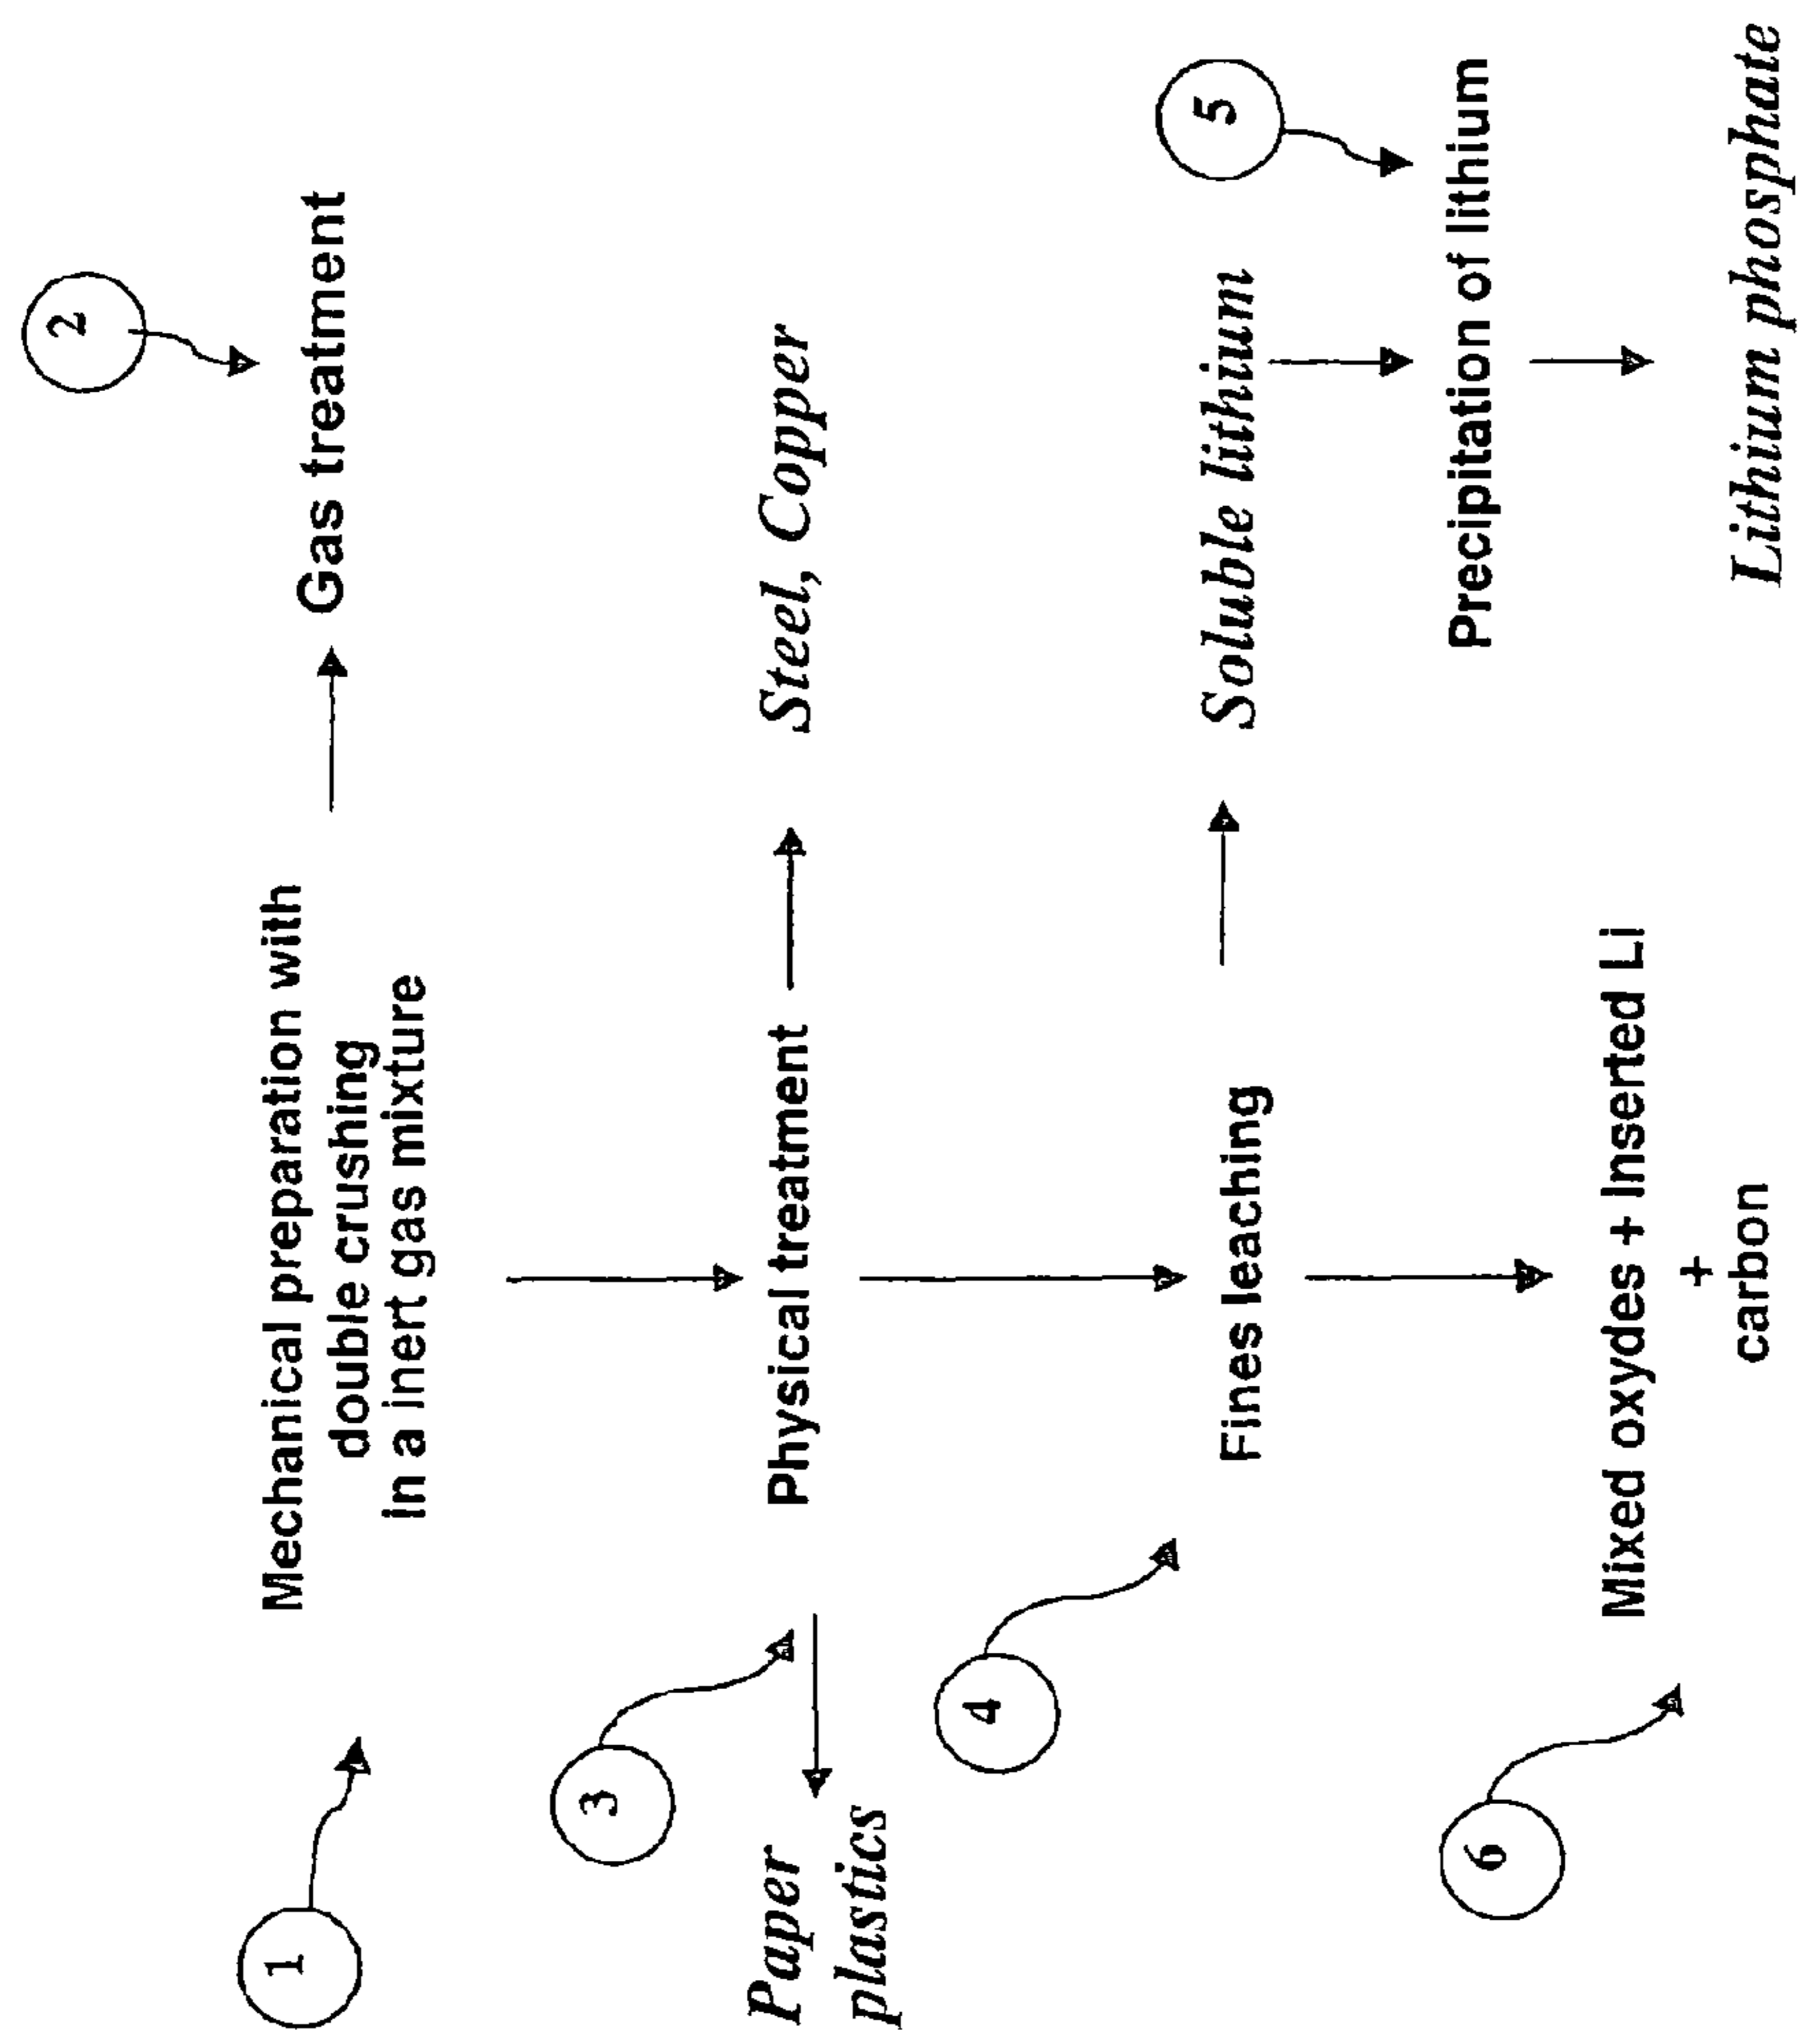 1
Mechanical preparation with
double crushing
in a inert gas mixture
2
Gas treatment
3
Paper
plastics
Physical treatment
Steel, Copper
4
Fines leaching
Soluble lithium
5
Precipitation of lithium
6
Mixed oxydes + Inserted Li
+
carbon
Lithium phosphate